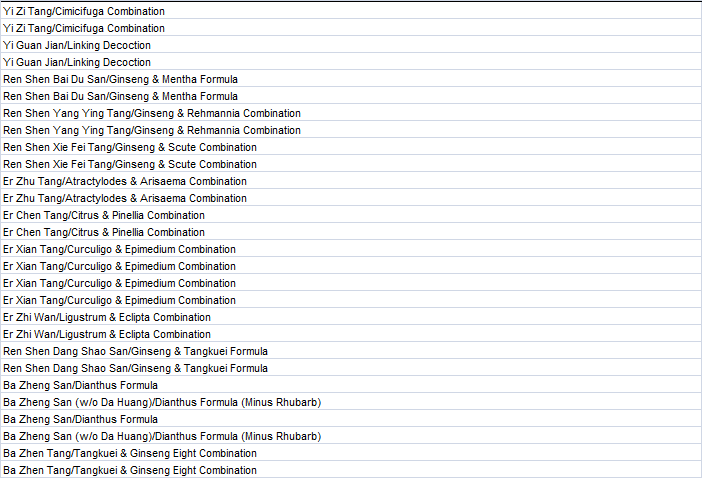 Yi Zi Tang/Cimicifuga Combination
Yi Zi Tang/Cimicifuga Combination
Yi Guan Jian/Linking Decoction
Yi Guan Jian/Linking Decoction
Ren Shen Bai Du San/Ginseng & Mentha Formula
Ren Shen Bai Du San/Ginseng & Mentha Formula
Ren Shen Yang Ying Tang/Ginseng & Rehmannia Combination
Ren Shen Yang Ying Tang/Ginseng & Rehmannia Combination
Ren Shen Xie Fei Tang/Ginseng & Scute Combination
Ren Shen Xie Fei Tang/Ginseng & Scute Combination
Er Zhu Tang/Atractylodes & Arisaema Combination
Er Zhu Tang/Atractylodes & Arisaema Combination
Er Chen Tang/Citrus & Pinellia Combination
Er Chen Tang/Citrus & Pinellia Combination
Er Xian Tang/Curculigo & Epimedium Combination
Er Xian Tang/Curculigo & Epimedium Combination
Er Xian Tang/Curculigo & Epimedium Combination
Er Xian Tang/Curculigo & Epimedium Combination
Er Zhi Wan/Ligustrum & Eclipta Combination
Er Zhi Wan/Ligustrum & Eclipta Combination
Ren Shen Dang Shao San/Ginseng & Tangkuei Formula
Ren Shen Dang Shao San/Ginseng & Tangkuei Formula
Ba Zheng San/Dianthus Formula
Ba Zheng San (w/o Da Huang)/Dianthus Formula (Minus Rhubarb)
Ba Zheng San/Dianthus Formula
Ba Zheng San (w/o Da Huang)/Dianthus Formula (Minus Rhubarb)
Ba Zhen Tang/Tangkuei & Ginseng Eight Combination
Ba Zhen Tang/Tangkuei & Ginseng Eight Combination